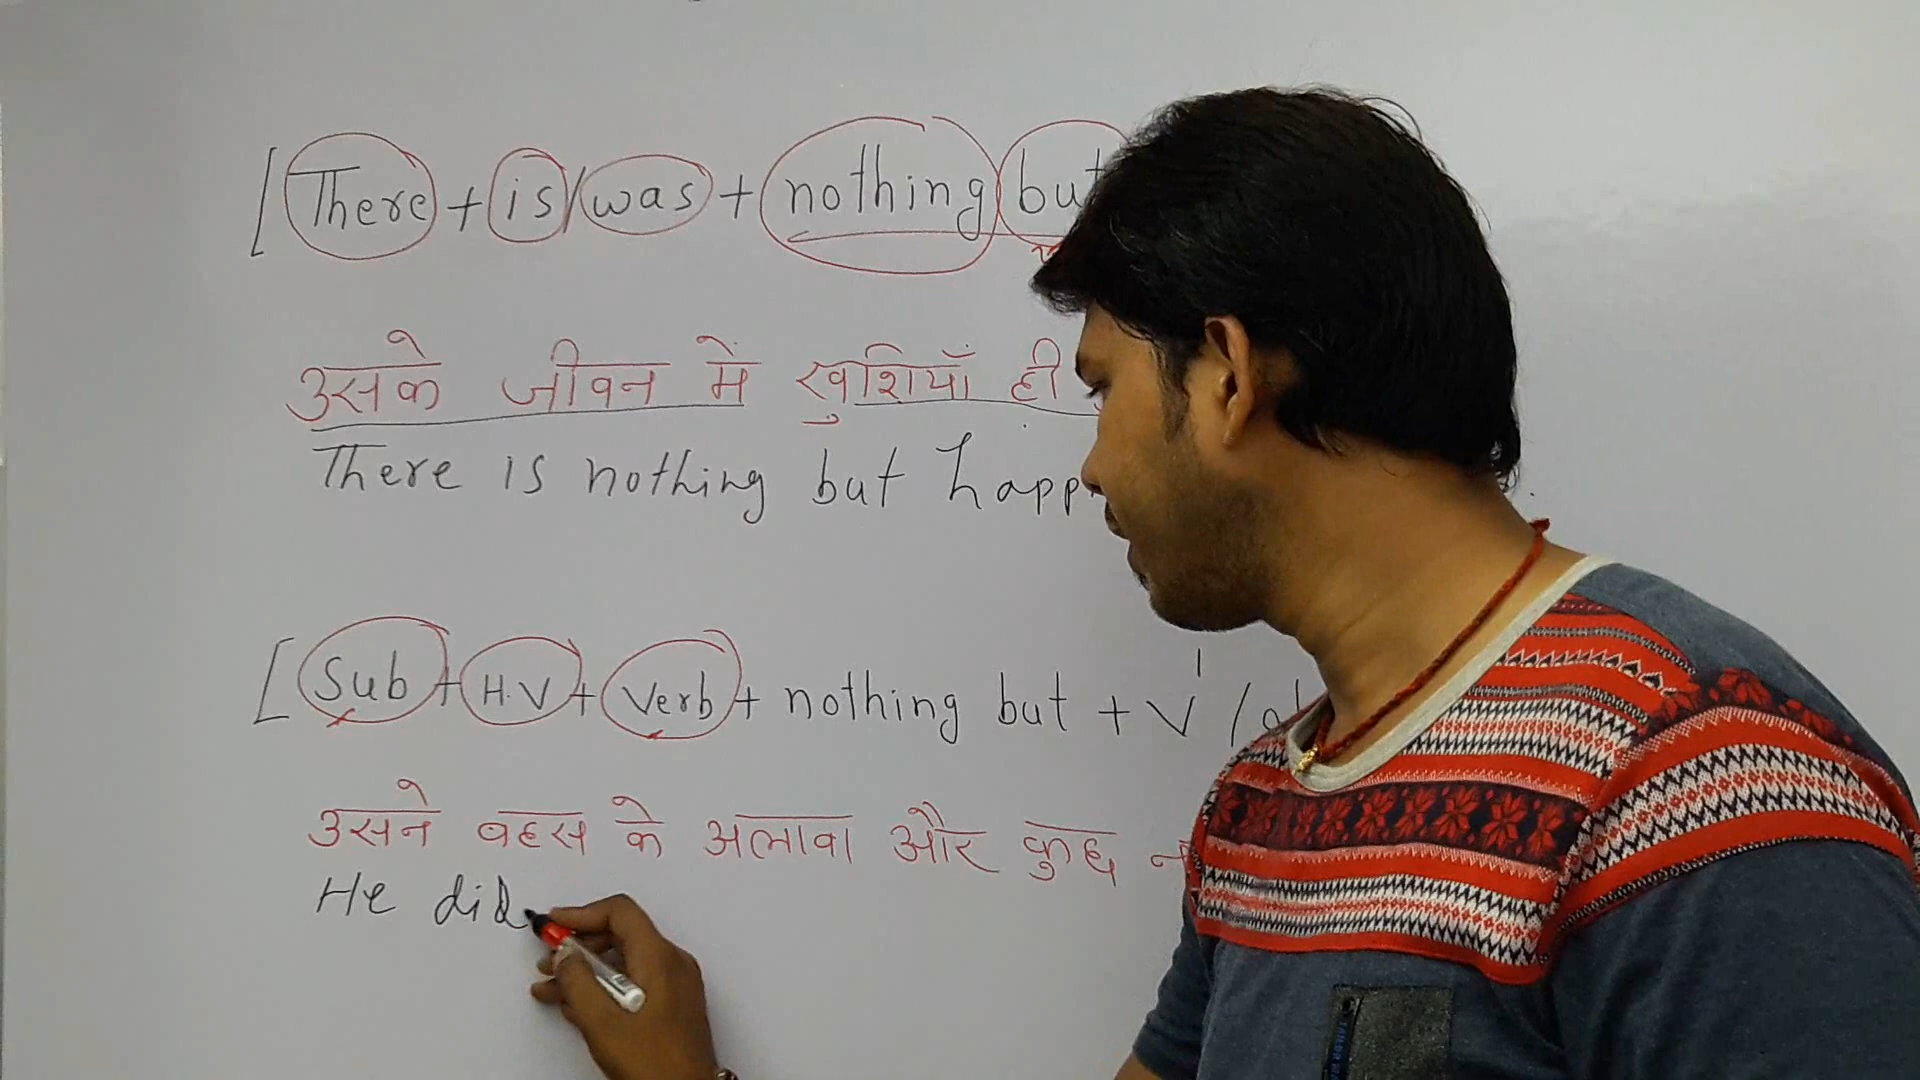 [There + is/was + nothing but
उसके जीवन में खुशियाँ ही
There is nothing but happ
[Sub + H.V + Verb + nothing but + V¹ /
उसने वहस के अलावा और कुछ न
He did